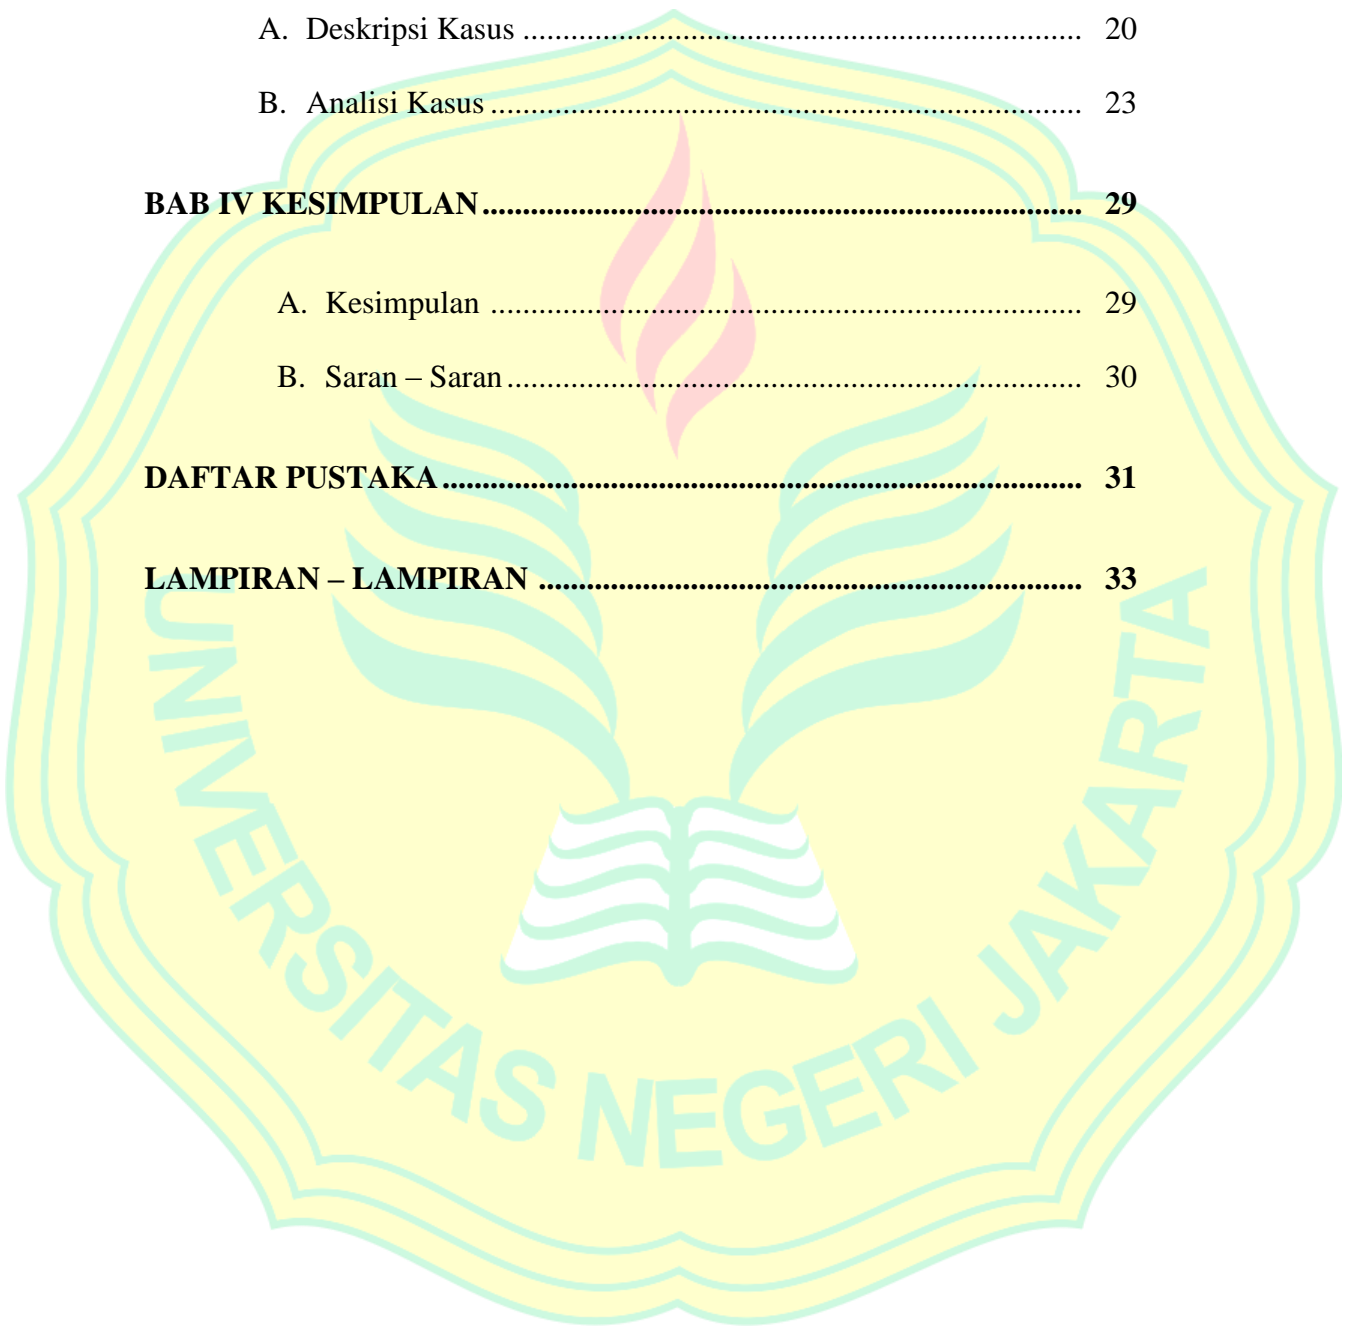 A. Deskripsi Kasus ....................................................................... 20
B. Analisi Kasus ........................................................................... 23
BAB IV KESIMPULAN ........................................................................... 29
A. Kesimpulan ........................................................................... 29
B. Saran – Saran ......................................................................... 30
DAFTAR PUSTAKA ................................................................................ 31
LAMPIRAN – LAMPIRAN .................................................................... 33
UNIVERSITAS NEGERI JAKARTA